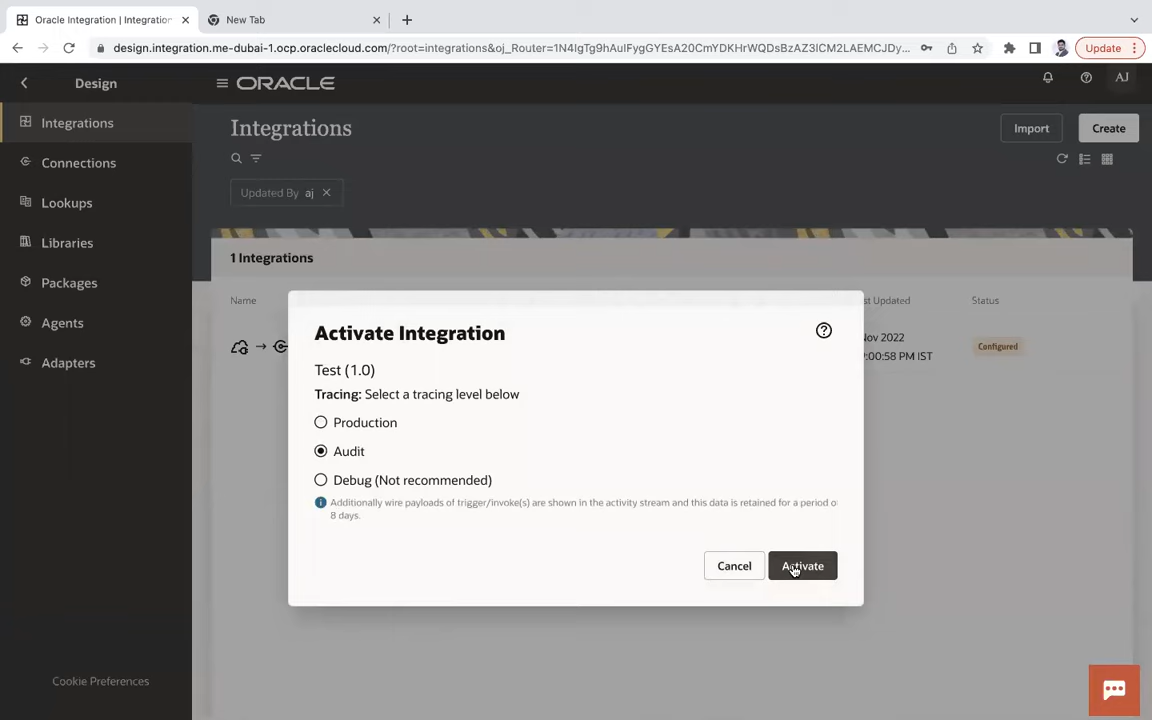 Oracle Integration | Integration
New Tab
design.integration.me-dubai-1.ocp.oraclecloud.com/?root=integrations&oj_Router=1N4IgTg9hAuIFygGYEsA20CmYDKHrWQDsBzAZ3ICM2LAEMCJDy...
Update
Design
ORACLE
AJ
Integrations
Connections
Lookups
Libraries
Packages
Agents
Adapters
Cookie Preferences
Integrations
Import
Create
Updated By aj
1 Integrations
Name
st Updated
Status
Nov 2022
:00:58 PM IST
Configured
Activate Integration
Test (1.0)
Tracing: Select a tracing level below
Production
Audit
Debug (Not recommended)
Additionally wire payloads of trigger/invoke(s) are shown in the activity stream and this data is retained for a period o
8 days.
Cancel
Activate